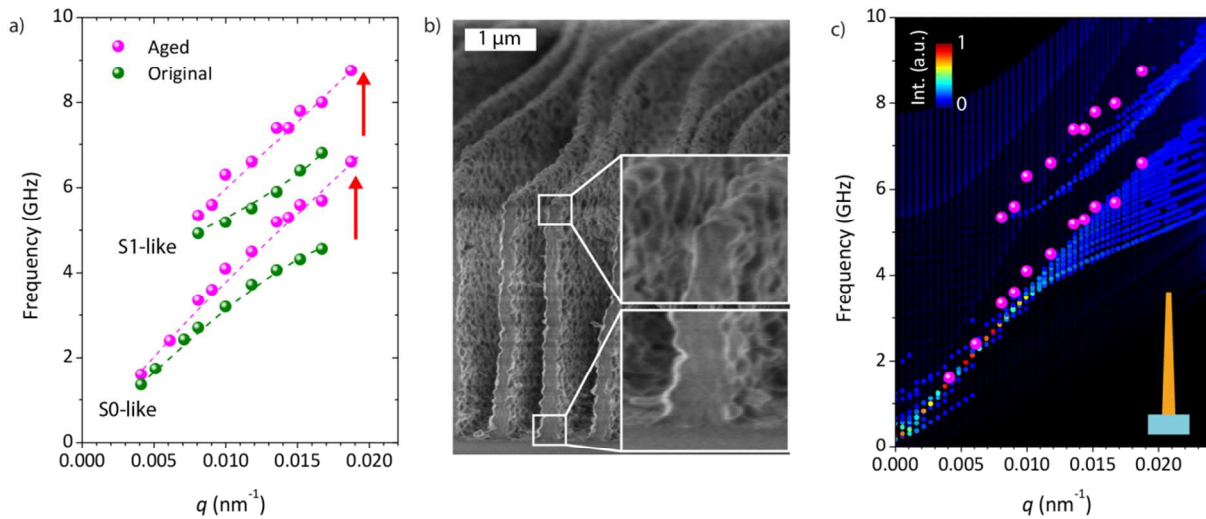 a)
Aged
Original
S1-like
S0-like
Frequency (GHz)
10
8
6
4
2
0
0.000 0.005 0.010 0.015 0.020
q (nm⁻¹)
b)
1 µm
c)
Int. (a.u.)
1
0
Frequency (GHz)
10
8
6
4
2
0
0.000 0.005 0.010 0.015 0.020
q (nm⁻¹)